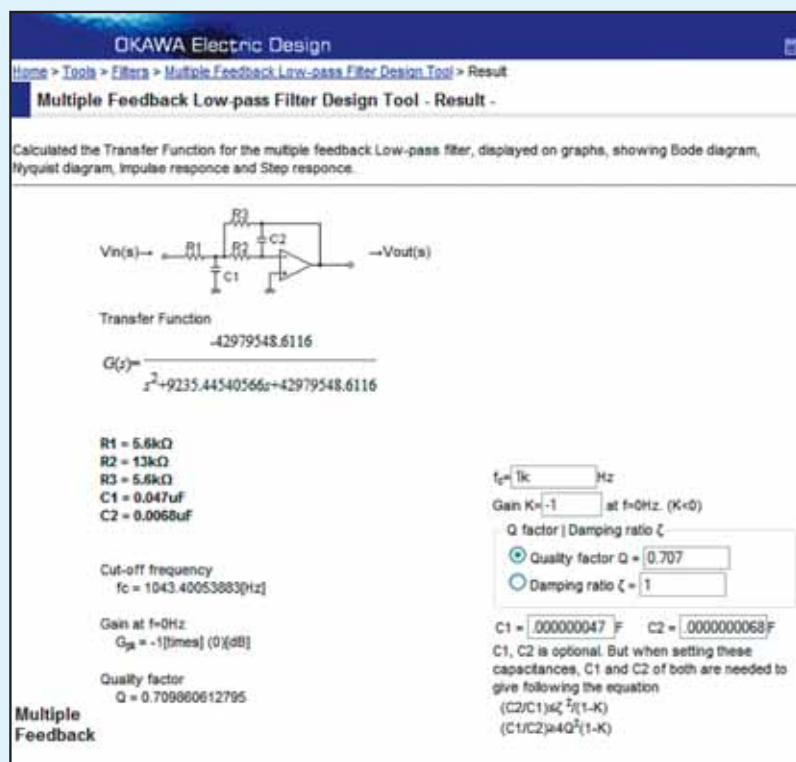 OKAWA Electric Design
Home > Tools > Filters > Multiple Feedback Low-pass Filter Design Tool > Result
Multiple Feedback Low-pass Filter Design Tool - Result -
Calculated the Transfer Function for the multiple feedback Low-pass filter, displayed on graphs, showing Bode diagram,
Nyquist diagram, Impulse responce and Step responce.
R3
C2
Vin(s)→ R1 R2 →Vout(s)
C1
Transfer Function
-42979548.6116
G(s)=
s²+9235.44540566s+42979548.6116
R1 = 5.6kΩ
R2 = 13kΩ
R3 = 5.6kΩ
C1 = 0.047uF
C2 = 0.0068uF
Cut-off frequency
fc = 1043.40053883[Hz]
Gain at f=0Hz
Gpk = -1[times] (0)[dB]
Quality factor
Q = 0.709860612795
fc= 1k Hz
Gain K= -1 at f=0Hz. (K<0)
Q factor | Damping ratio ζ
Quality factor Q = 0.707
Damping ratio ζ = 1
C1 = .000000047 F C2 = .0000000068 F
C1, C2 is optional. But when setting these
capacitances, C1 and C2 of both are needed to
give following the equation
(C2/C1)≤ζ²/(1-K)
(C1/C2)≥4Q²(1-K)
Multiple
Feedback